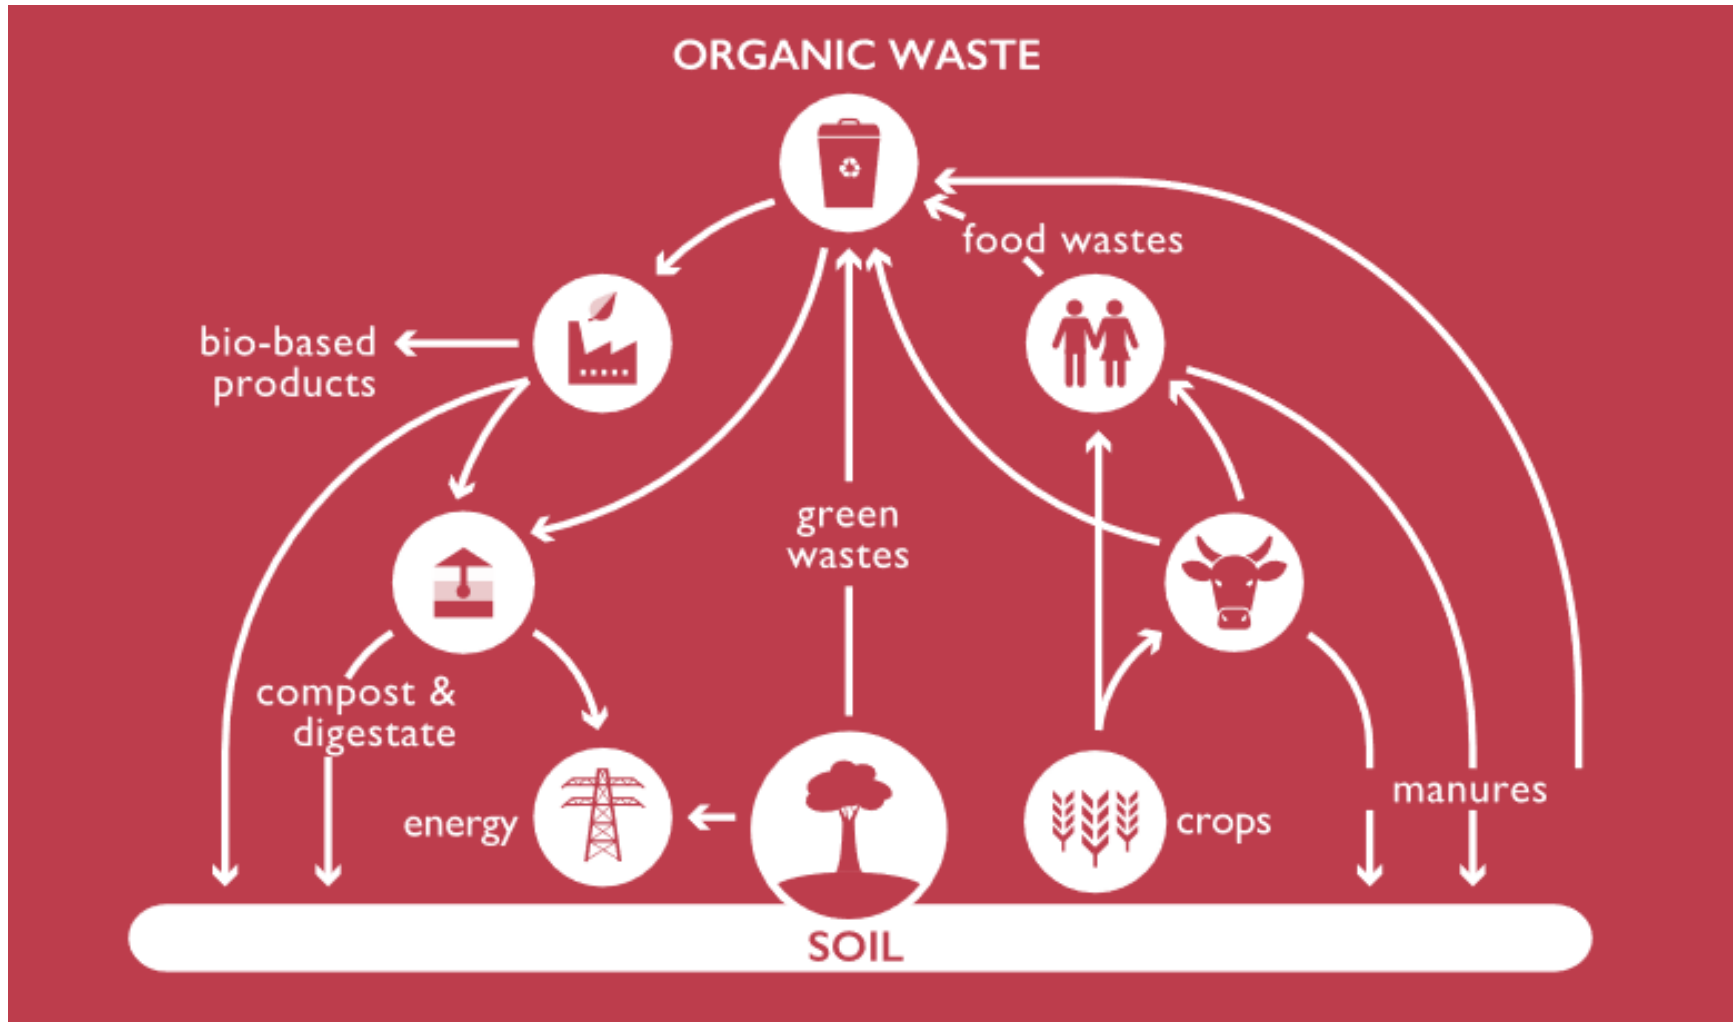 ORGANIC WASTE
food wastes
bio-based
products
green
wastes
compost &
digestate
manures
energy
crops
SOIL